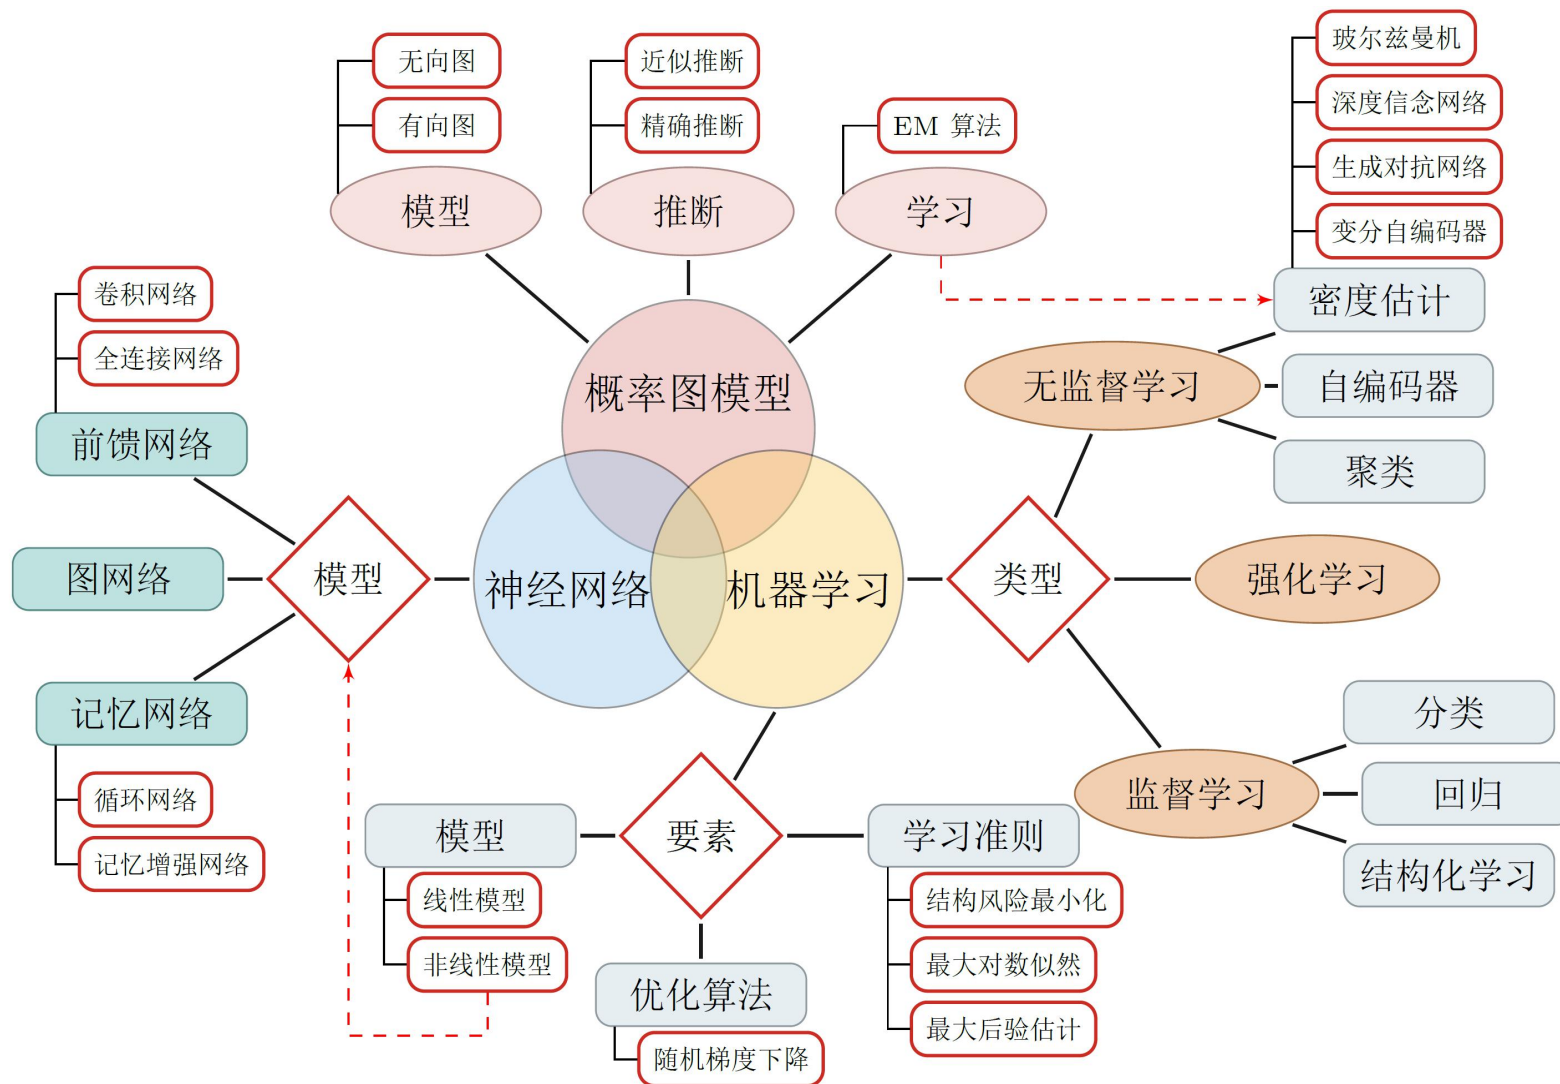 无向图
有向图
模型
近似推断
精确推断
推断
EM 算法
学习
玻尔兹曼机
深度信念网络
生成对抗网络
变分自编码器
密度估计
自编码器
聚类
无监督学习
概率图模型
卷积网络
全连接网络
前馈网络
图网络
记忆网络
循环网络
记忆增强网络
模型
神经网络
机器学习
类型
强化学习
监督学习
分类
回归
结构化学习
要素
模型
线性模型
非线性模型
优化算法
随机梯度下降
学习准则
结构风险最小化
最大对数似然
最大后验估计